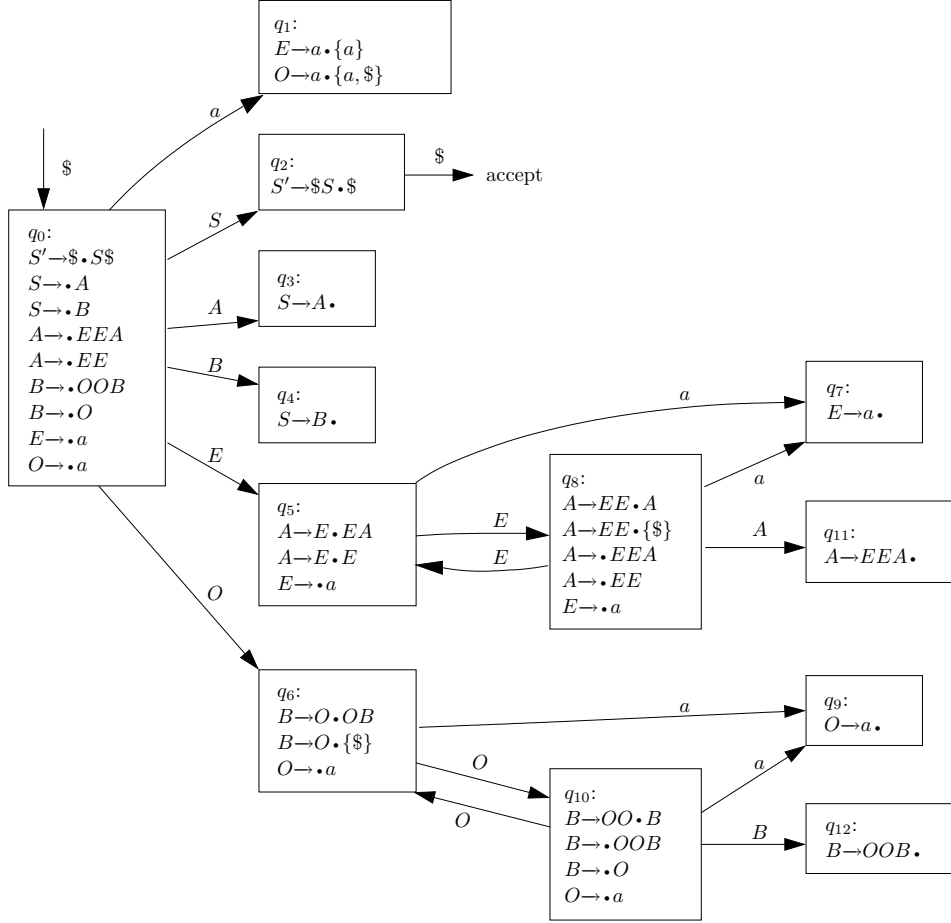 q₁:
E→a•{a}
O→a•{a, $}
a
$
q₂:
S′→$S•$
$
accept
S
q₀:
S′→$•S$
S→•A
S→•B
A→•EEA
A→•EE
B→•OOB
B→•O
E→•a
O→•a
q₃:
S→A•
A
B
q₄:
S→B•
E
q₅:
A→E•EA
A→E•E
E→•a
a
q₇:
E→a•
E
E
q₈:
A→EE•A
A→EE•{$}
A→•EEA
A→•EE
E→•a
a
A
q₁₁:
A→EEA•
O
q₆:
B→O•OB
B→O•{$}
O→•a
a
q₉:
O→a•
O
O
q₁₀:
B→OO•B
B→•OOB
B→•O
O→•a
a
B
q₁₂:
B→OOB•